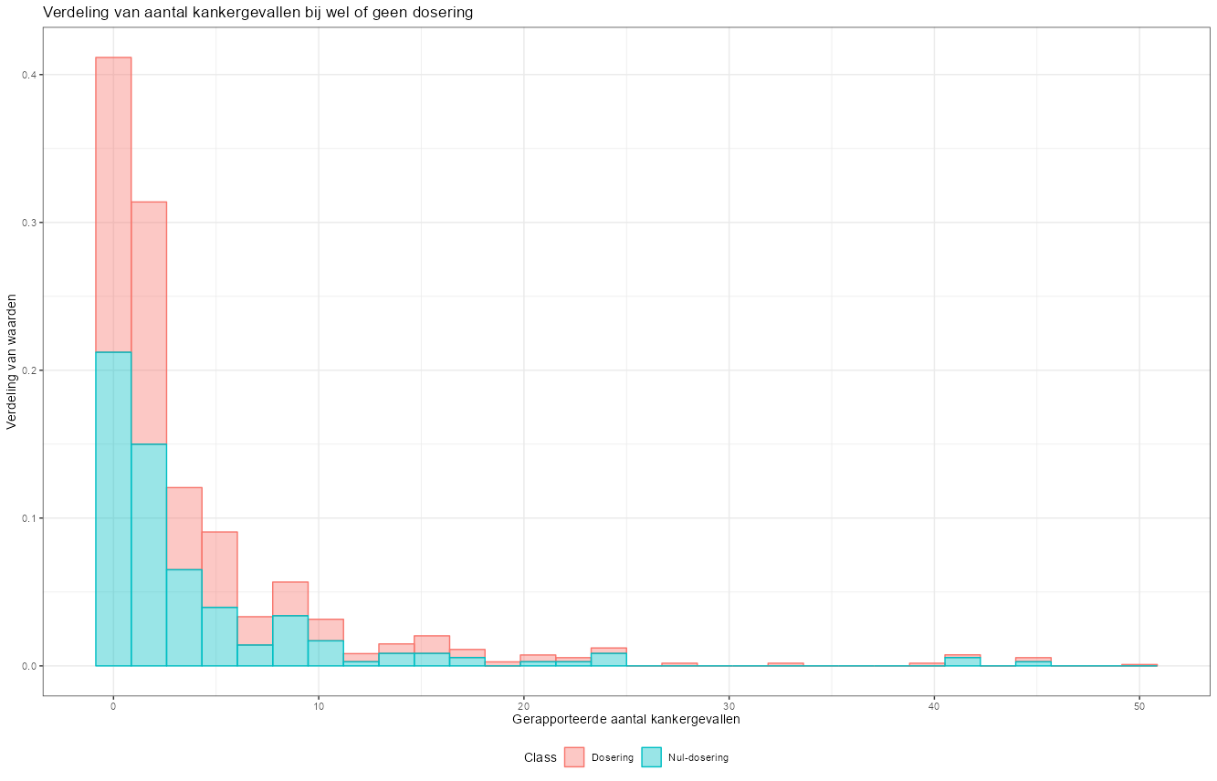 Verdeling van aantal kankergevallen bij wel of geen dosering
Verdeling van waarden
0.4
0.3
0.2
0.1
0.0
0 10 20 30 40 50
Gerapporteerde aantal kankergevallen
Class Dosering Nul-dosering